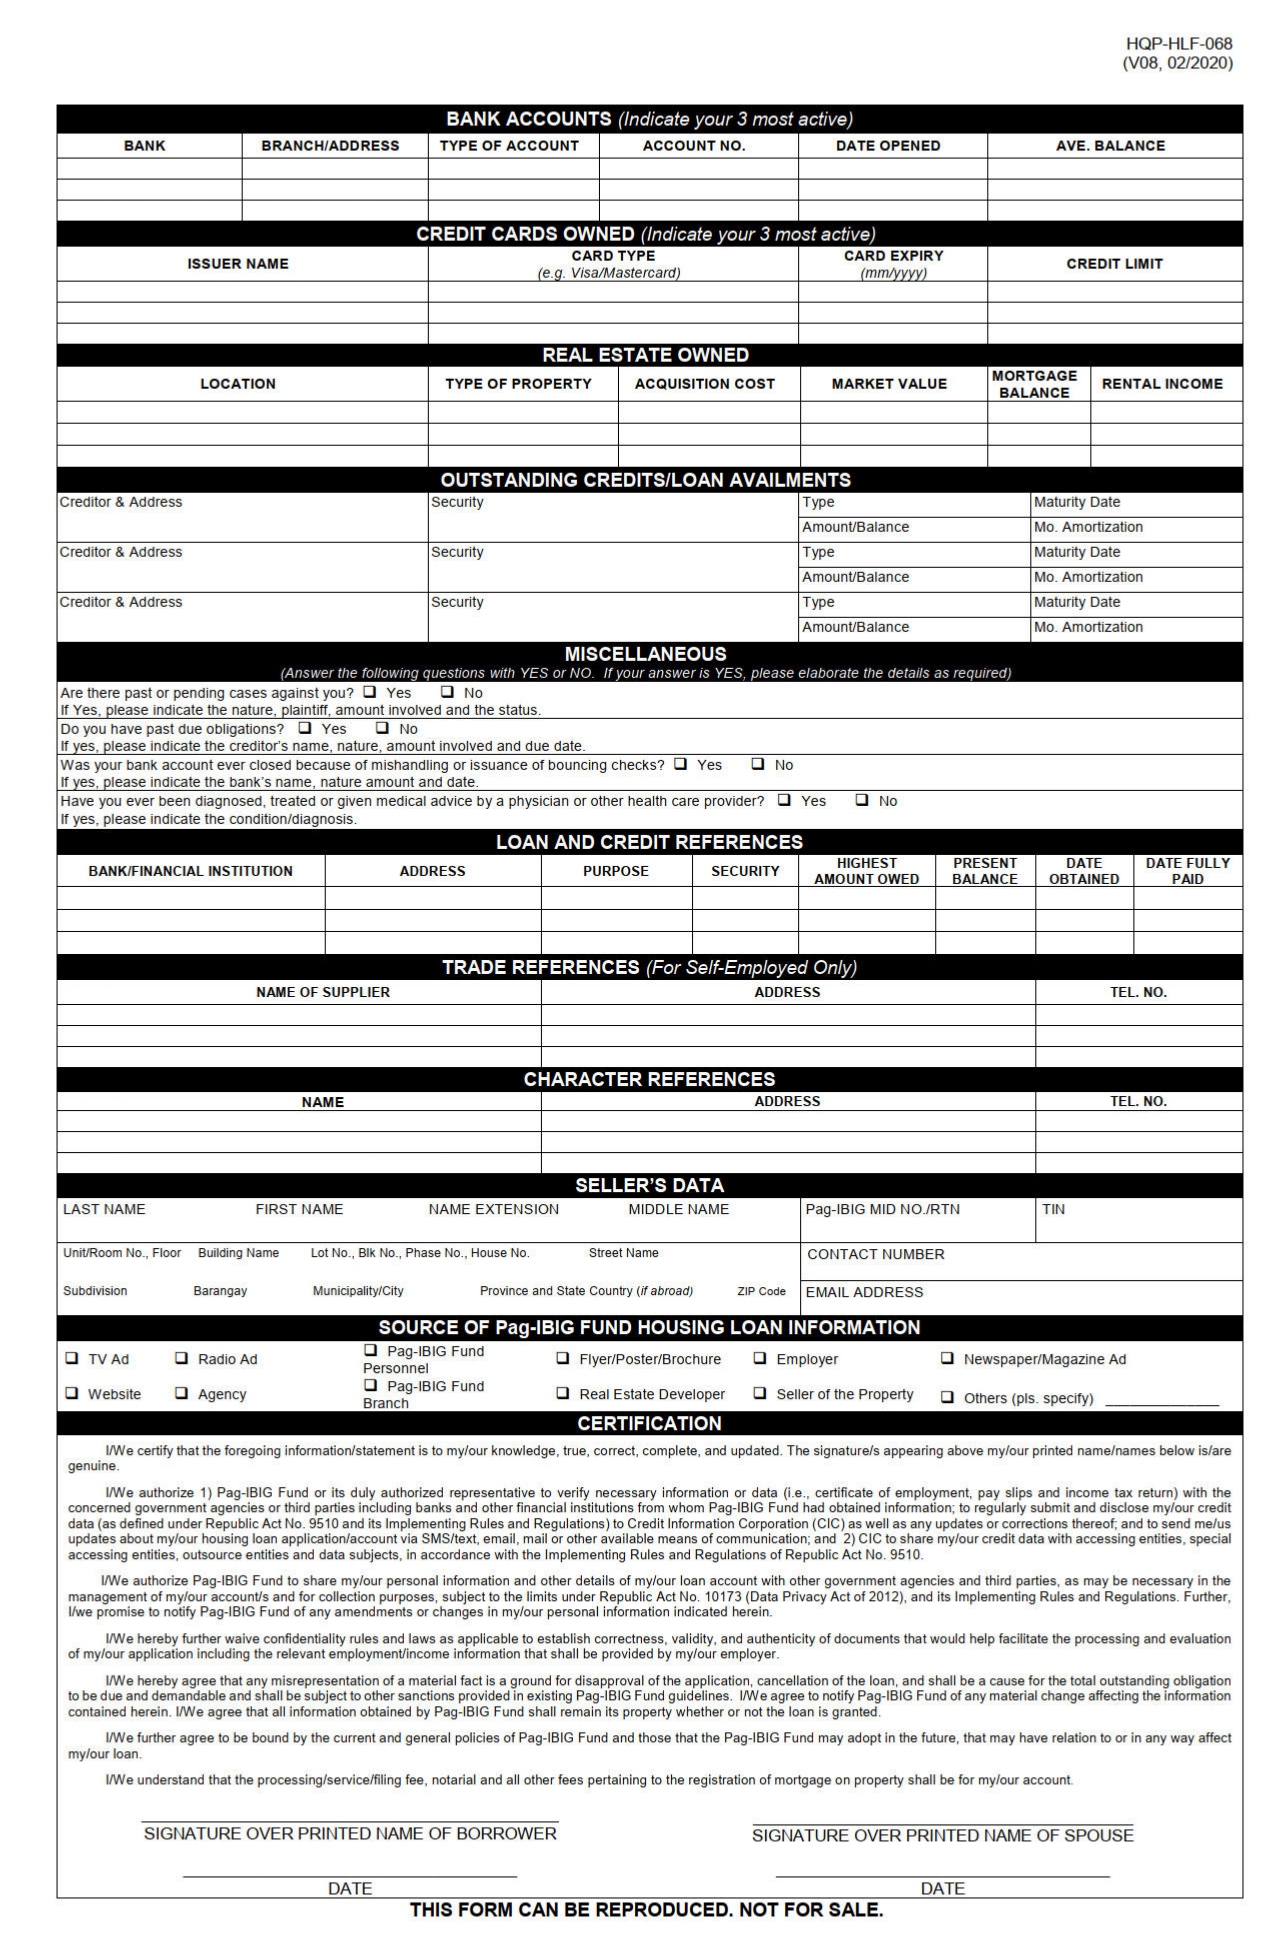 HQP-HLF-068
(V08, 02/2020)
BANK ACCOUNTS (Indicate your 3 most active)
BANK BRANCH/ADDRESS TYPE OF ACCOUNT ACCOUNT NO. DATE OPENED AVE. BALANCE
CREDIT CARDS OWNED (Indicate your 3 most active)
ISSUER NAME CARD TYPE (e.g. Visa/Mastercard) CARD EXPIRY (mm/yyyy) CREDIT LIMIT
REAL ESTATE OWNED
LOCATION TYPE OF PROPERTY ACQUISITION COST MARKET VALUE MORTGAGE BALANCE RENTAL INCOME
OUTSTANDING CREDITS/LOAN AVAILMENTS
Creditor & Address Security Type Maturity Date
Amount/Balance Mo. Amortization
Creditor & Address Security Type Maturity Date
Amount/Balance Mo. Amortization
Creditor & Address Security Type Maturity Date
Amount/Balance Mo. Amortization
MISCELLANEOUS
(Answer the following questions with YES or NO. If your answer is YES, please elaborate the details as required)
Are there past or pending cases against you? ❑ Yes ❑ No
If Yes, please indicate the nature, plaintiff, amount involved and the status.
Do you have past due obligations? ❑ Yes ❑ No
If yes, please indicate the creditor's name, nature, amount involved and due date.
Was your bank account ever closed because of mishandling or issuance of bouncing checks? ❑ Yes ❑ No
If yes, please indicate the bank's name, nature amount and date.
Have you ever been diagnosed, treated or given medical advice by a physician or other health care provider? ❑ Yes ❑ No
If yes, please indicate the condition/diagnosis.
LOAN AND CREDIT REFERENCES
BANK/FINANCIAL INSTITUTION ADDRESS PURPOSE SECURITY HIGHEST AMOUNT OWED PRESENT BALANCE DATE OBTAINED DATE FULLY PAID
TRADE REFERENCES (For Self-Employed Only)
NAME OF SUPPLIER ADDRESS TEL. NO.
CHARACTER REFERENCES
NAME ADDRESS TEL. NO.
SELLER'S DATA
LAST NAME FIRST NAME NAME EXTENSION MIDDLE NAME Pag-IBIG MID NO./RTN TIN
Unit/Room No., Floor Building Name Lot No., Blk No., Phase No., House No. Street Name CONTACT NUMBER
Subdivision Barangay Municipality/City Province and State Country (if abroad) ZIP Code EMAIL ADDRESS
SOURCE OF Pag-IBIG FUND HOUSING LOAN INFORMATION
❑ TV Ad ❑ Radio Ad ❑ Pag-IBIG Fund Personnel ❑ Flyer/Poster/Brochure ❑ Employer ❑ Newspaper/Magazine Ad
❑ Website ❑ Agency ❑ Pag-IBIG Fund Branch ❑ Real Estate Developer ❑ Seller of the Property ❑ Others (pls. specify) ______________
CERTIFICATION
I/We certify that the foregoing information/statement is to my/our knowledge, true, correct, complete, and updated. The signature/s appearing above my/our printed name/names below is/are
genuine.
I/We authorize 1) Pag-IBIG Fund or its duly authorized representative to verify necessary information or data (i.e., certificate of employment, pay slips and income tax return) with the
concerned government agencies or third parties including banks and other financial institutions from whom Pag-IBIG Fund had obtained information; to regularly submit and disclose my/our credit
data (as defined under Republic Act No. 9510 and its Implementing Rules and Regulations) to Credit Information Corporation (CIC) as well as any updates or corrections thereof; and to send me/us
updates about my/our housing loan application/account via SMS/text, email, mail or other available means of communication; and 2) CIC to share my/our credit data with accessing entities, special
accessing entities, outsource entities and data subjects, in accordance with the Implementing Rules and Regulations of Republic Act No. 9510.
I/We authorize Pag-IBIG Fund to share my/our personal information and other details of my/our loan account with other government agencies and third parties, as may be necessary in the
management of my/our account/s and for collection purposes, subject to the limits under Republic Act No. 10173 (Data Privacy Act of 2012), and its Implementing Rules and Regulations. Further,
I/we promise to notify Pag-IBIG Fund of any amendments or changes in my/our personal information indicated herein.
I/We hereby further waive confidentiality rules and laws as applicable to establish correctness, validity, and authenticity of documents that would help facilitate the processing and evaluation
of my/our application including the relevant employment/income information that shall be provided by my/our employer.
I/We hereby agree that any misrepresentation of a material fact is a ground for disapproval of the application, cancellation of the loan, and shall be a cause for the total outstanding obligation
to be due and demandable and shall be subject to other sanctions provided in existing Pag-IBIG Fund guidelines. I/We agree to notify Pag-IBIG Fund of any material change affecting the information
contained herein. I/We agree that all information obtained by Pag-IBIG Fund shall remain its property whether or not the loan is granted.
I/We further agree to be bound by the current and general policies of Pag-IBIG Fund and those that the Pag-IBIG Fund may adopt in the future, that may have relation to or in any way affect
my/our loan.
I/We understand that the processing/service/filing fee, notarial and all other fees pertaining to the registration of mortgage on property shall be for my/our account.
SIGNATURE OVER PRINTED NAME OF BORROWER SIGNATURE OVER PRINTED NAME OF SPOUSE
DATE DATE
THIS FORM CAN BE REPRODUCED. NOT FOR SALE.